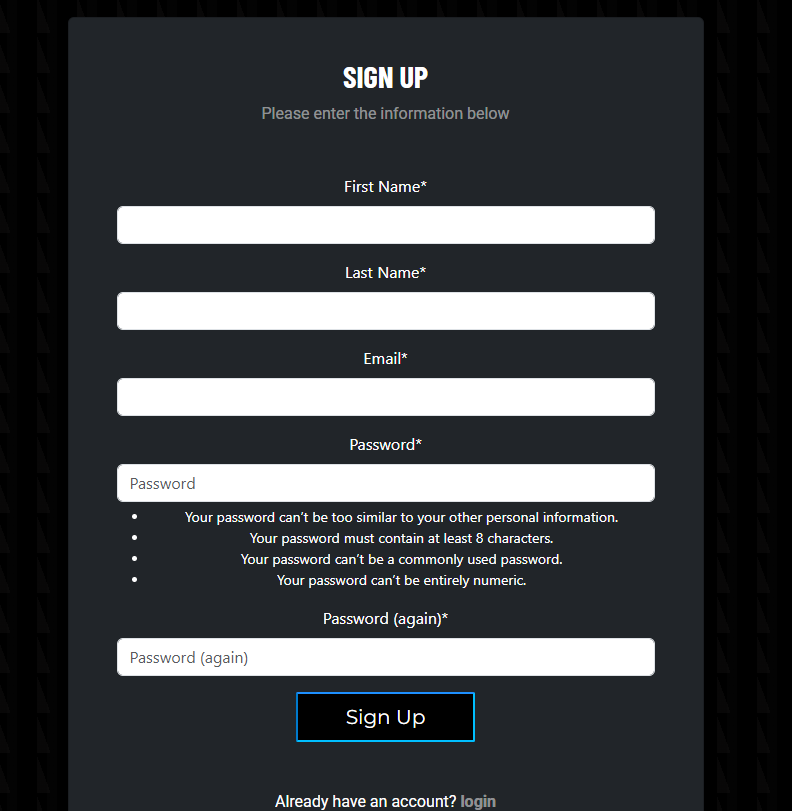 SIGN UP
Please enter the information below
First Name*
Last Name*
Email*
Password*
Password
• Your password can’t be too similar to your other personal information.
• Your password must contain at least 8 characters.
• Your password can’t be a commonly used password.
• Your password can’t be entirely numeric.
Password (again)*
Password (again)
Sign Up
Already have an account? login